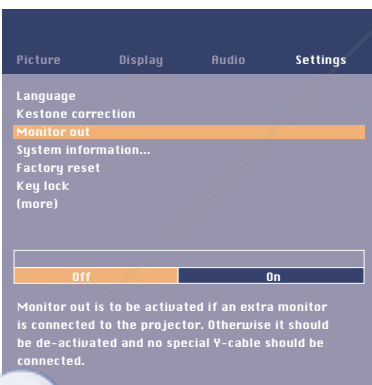 Picture Display Audio Settings
Language
Kestone correction
Monitor out
System information...
Factory reset
Key lock
(more)
Off On
Monitor out is to be activated if an extra monitor
is connected to the projector. Otherwise it should
be de-activated and no special Y-cable should be
connected.